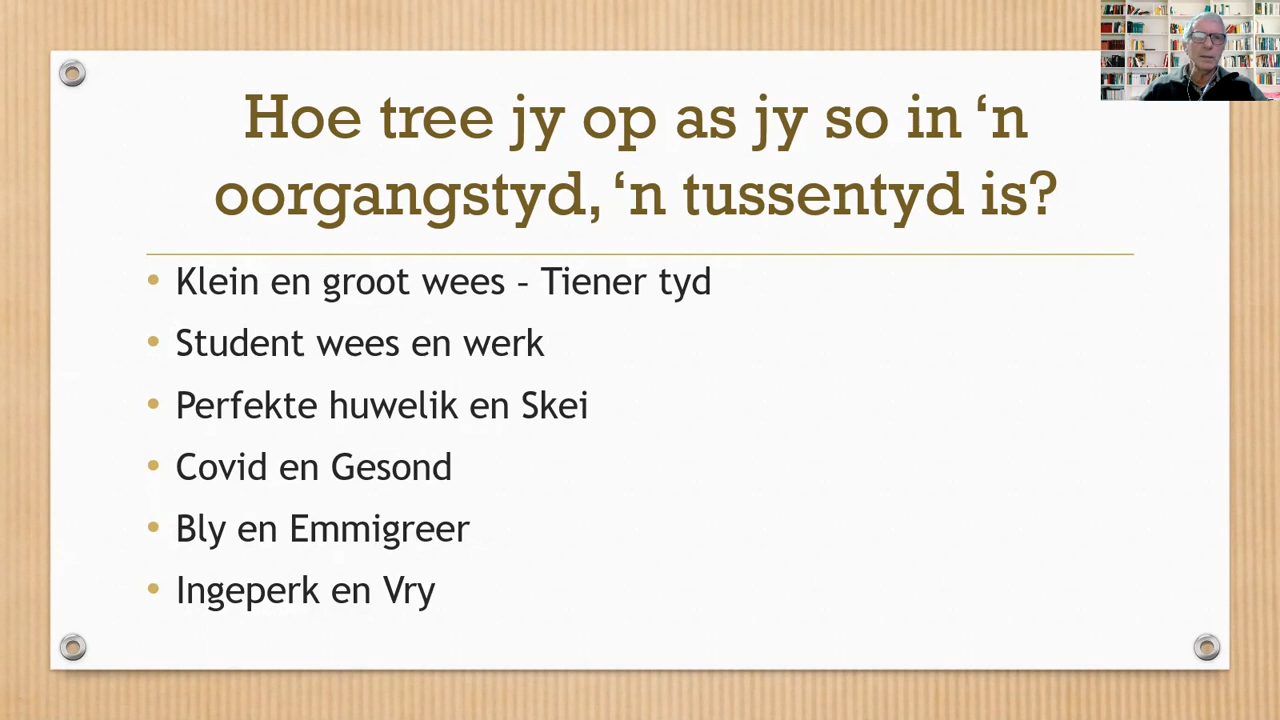 Hoe tree jy op as jy so in ‘n
oorgangstyd, ‘n tussentyd is?
• Klein en groot wees – Tiener tyd
• Student wees en werk
• Perfekte huwelik en Skei
• Covid en Gesond
• Bly en Emmigreer
• Ingeperk en Vry